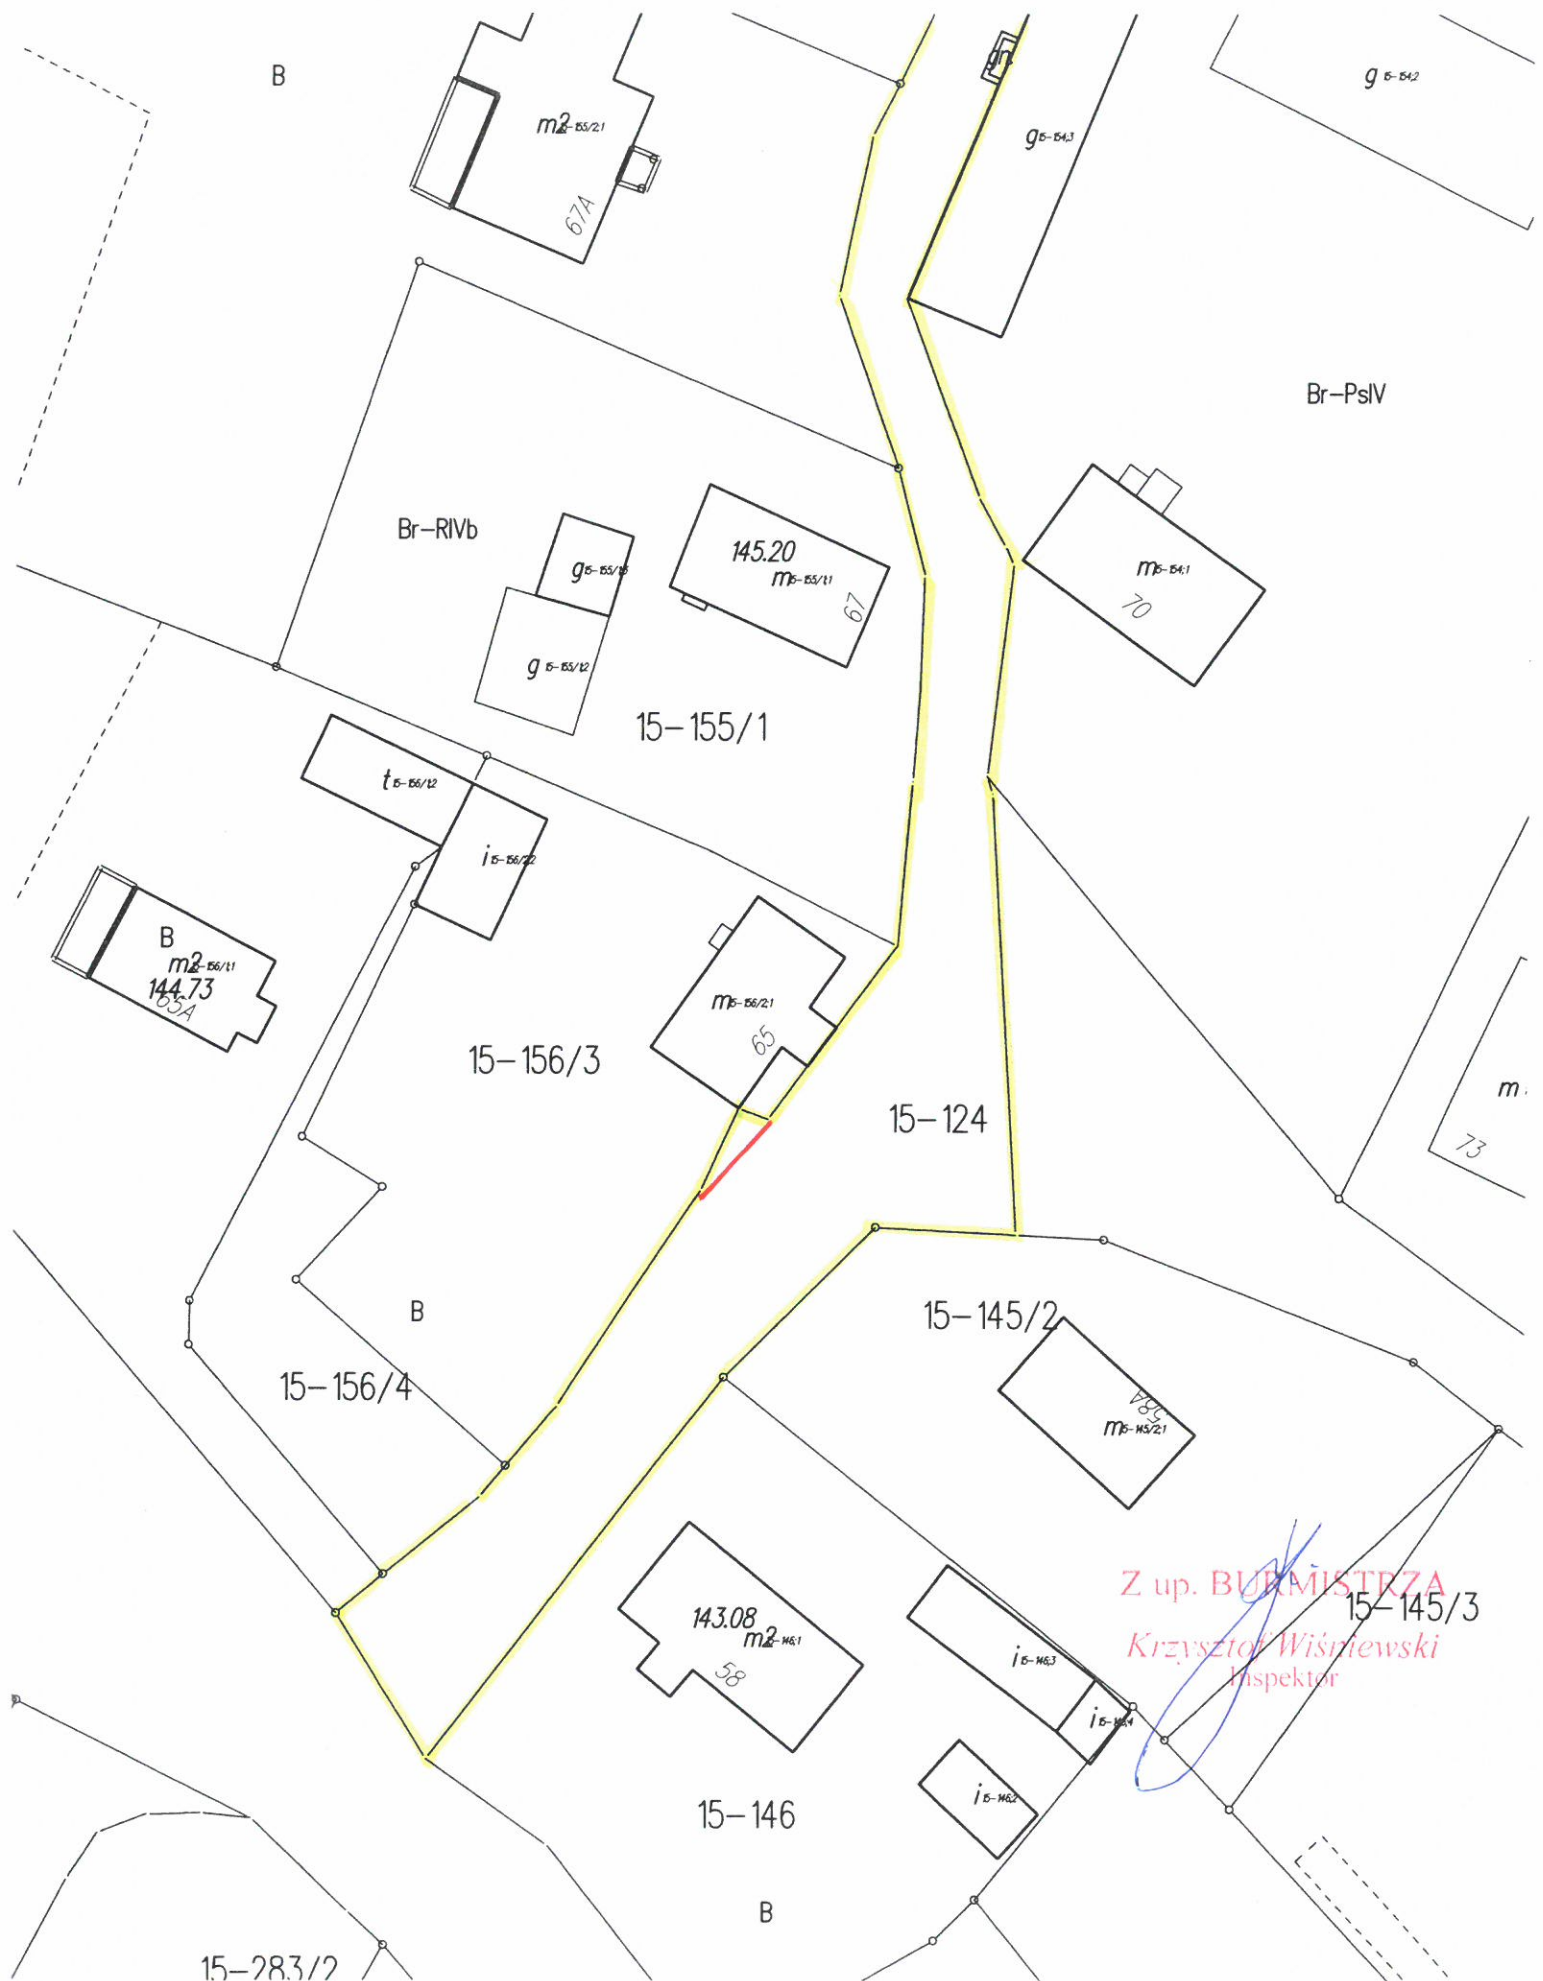 B
m2 15-155/2;1
67A
gn
g 15-154;3
g 15-154;2
Br-PsIV
Br-RIVb
g 15-155/1;3
145.20
m 15-155/1;1
67
g 15-155/1;2
m 15-154;1
70
15-155/1
t 15-156/1;2
i 15-156/2;2
B
m2 15-156/1;1
144.73
65A
m 15-156/2;1
65
15-156/3
15-124
m
73
B
15-145/2
15-156/4
58A
m 15-145/2;1
Z up. BURMISTRZA
15-145/3
Krzysztof Wiśniewski
Inspektor
143.08
m2 15-146;1
58
i 15-146;3
i 15-146;4
i 15-146;2
15-146
B
15-283/2